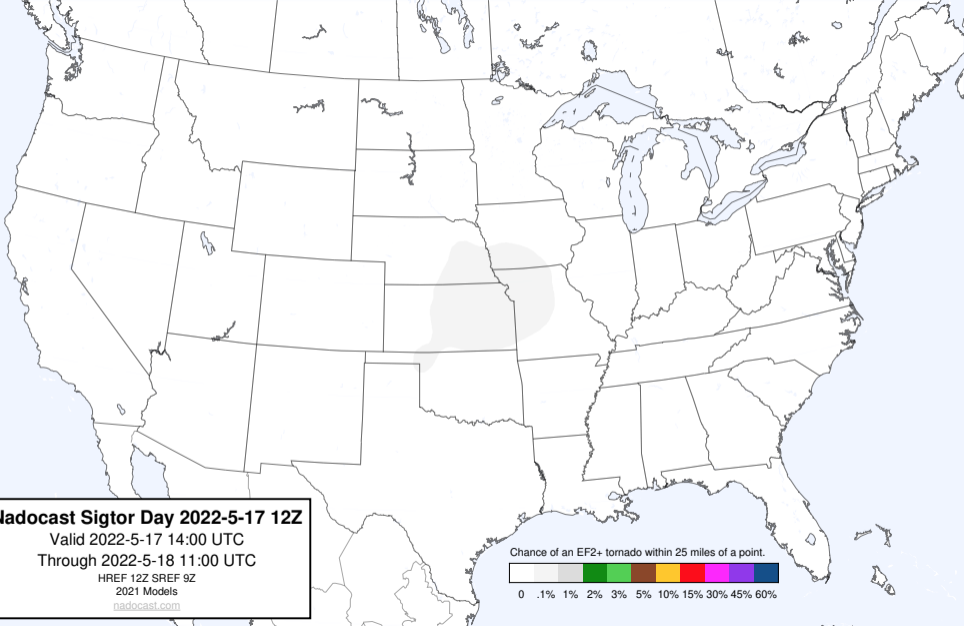 Nadocast Sigtor Day 2022-5-17 12Z
Valid 2022-5-17 14:00 UTC
Through 2022-5-18 11:00 UTC
HREF 12Z SREF 9Z
2021 Models
nadocast.com
Chance of an EF2+ tornado within 25 miles of a point.
0 .1% 1% 2% 3% 5% 10% 15% 30% 45% 60%